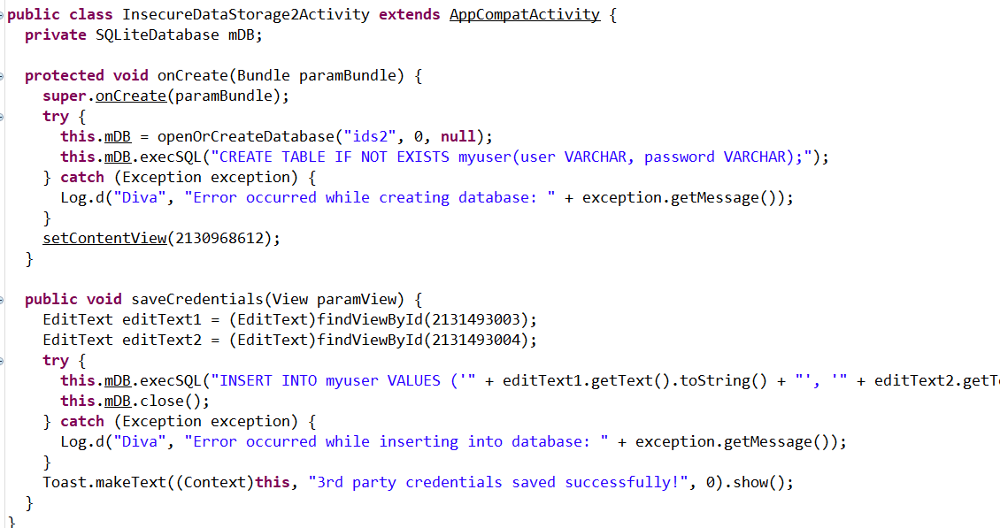 public class InsecureDataStorage2Activity extends AppCompatActivity {
private SQLiteDatabase mDB;
protected void onCreate(Bundle paramBundle) {
super.onCreate(paramBundle);
try {
this.mDB = openOrCreateDatabase("ids2", 0, null);
this.mDB.execSQL("CREATE TABLE IF NOT EXISTS myuser(user VARCHAR, password VARCHAR);");
} catch (Exception exception) {
Log.d("Diva", "Error occurred while creating database: " + exception.getMessage());
}
setContentView(2130968612);
}
public void saveCredentials(View paramView) {
EditText editText1 = (EditText)findViewById(2131493003);
EditText editText2 = (EditText)findViewById(2131493004);
try {
this.mDB.execSQL("INSERT INTO myuser VALUES ('" + editText1.getText().toString() + "', '" + editText2.getT
this.mDB.close();
} catch (Exception exception) {
Log.d("Diva", "Error occurred while inserting into database: " + exception.getMessage());
}
Toast.makeText((Context)this, "3rd party credentials saved successfully!", 0).show();
}
}